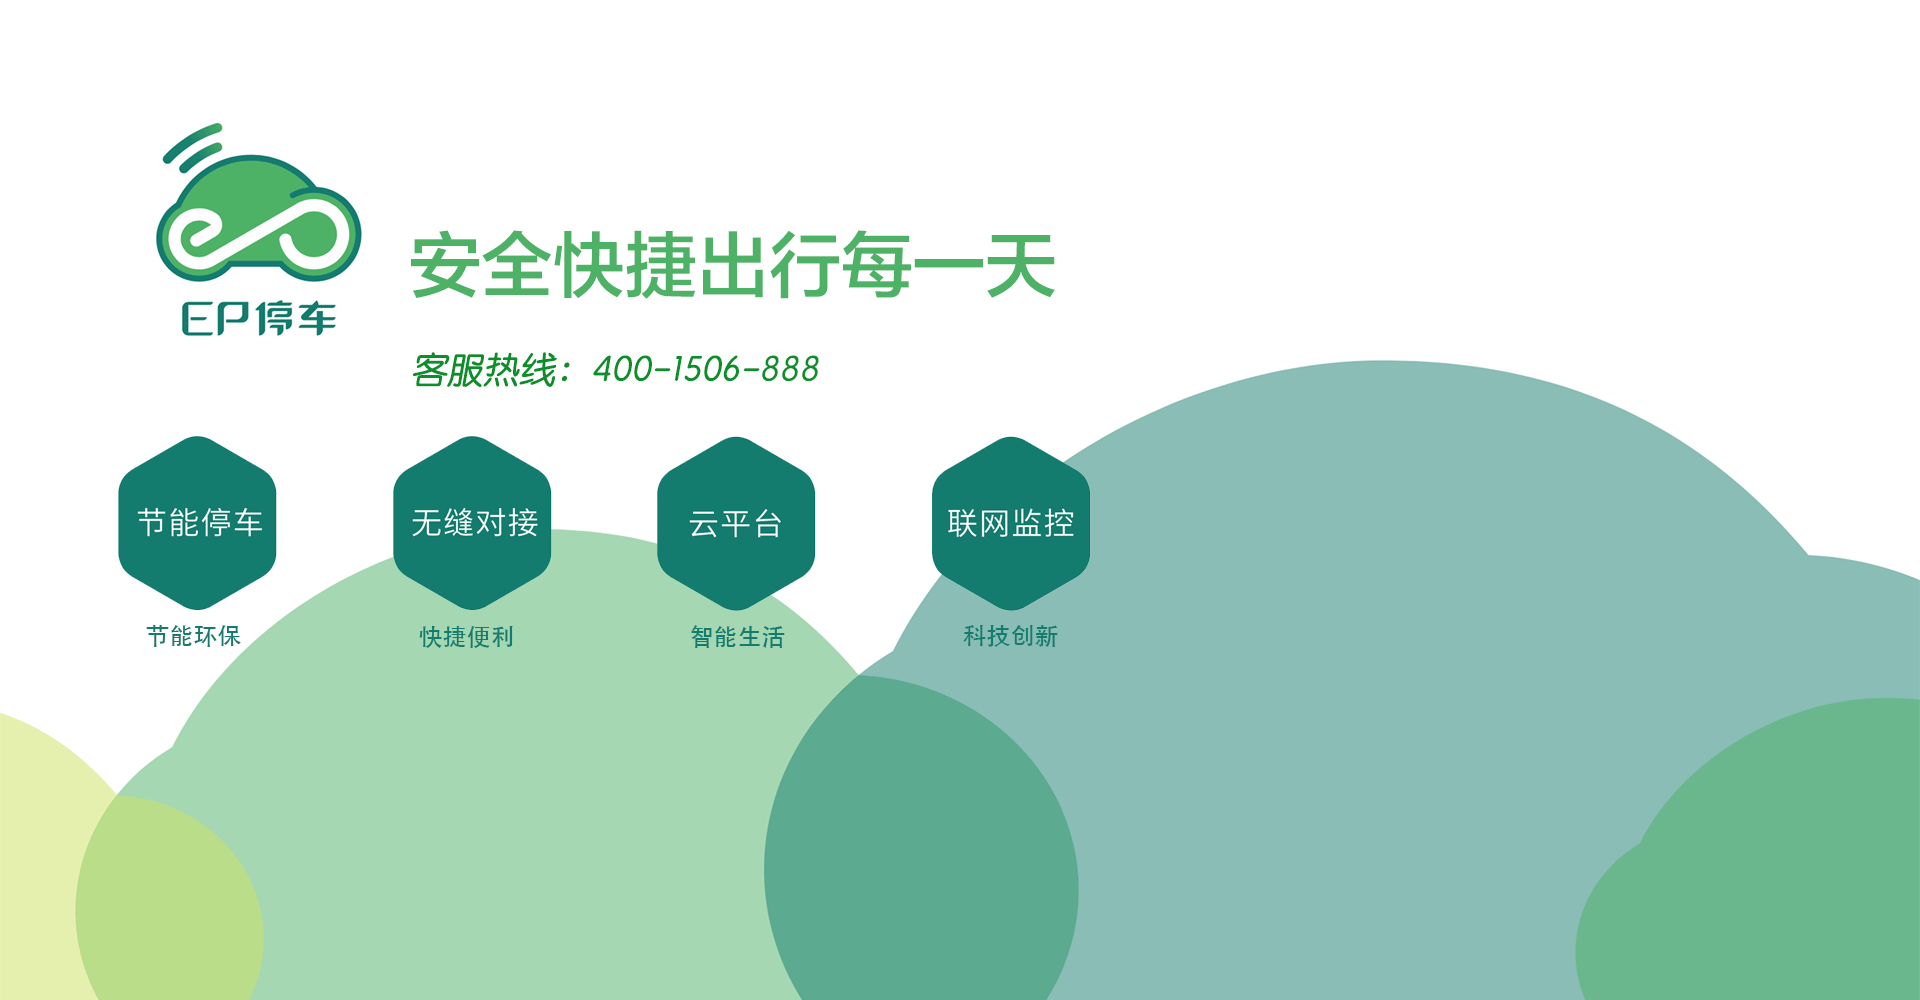 EP停车
安全快捷出行每一天
客服热线：400-1506-888
节能停车
无缝对接
云平台
联网监控
节能环保
快捷便利
智能生活
科技创新